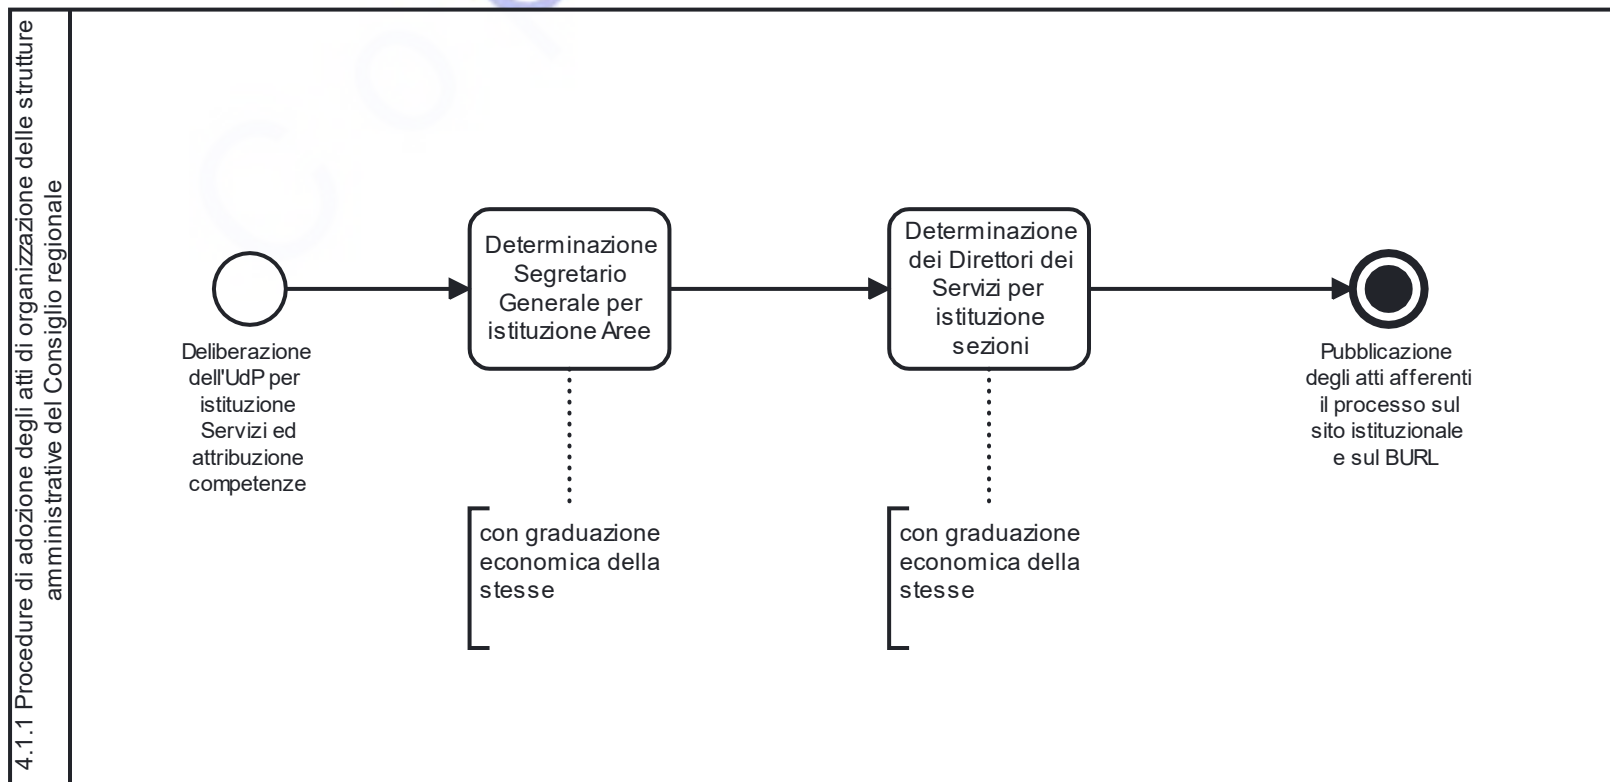 4.1.1 Procedure di adozione degli atti di organizzazione delle strutture
amministrative del Consiglio regionale
Deliberazione
dell'UdP per
istituzione
Servizi ed
attribuzione
competenze
Determinazione
Segretario
Generale per
istituzione Aree
con graduazione
economica della
stesse
Determinazione
dei Direttori dei
Servizi per
istituzione
sezioni
con graduazione
economica della
stesse
Pubblicazione
degli atti afferenti
il processo sul
sito istituzionale
e sul BURL